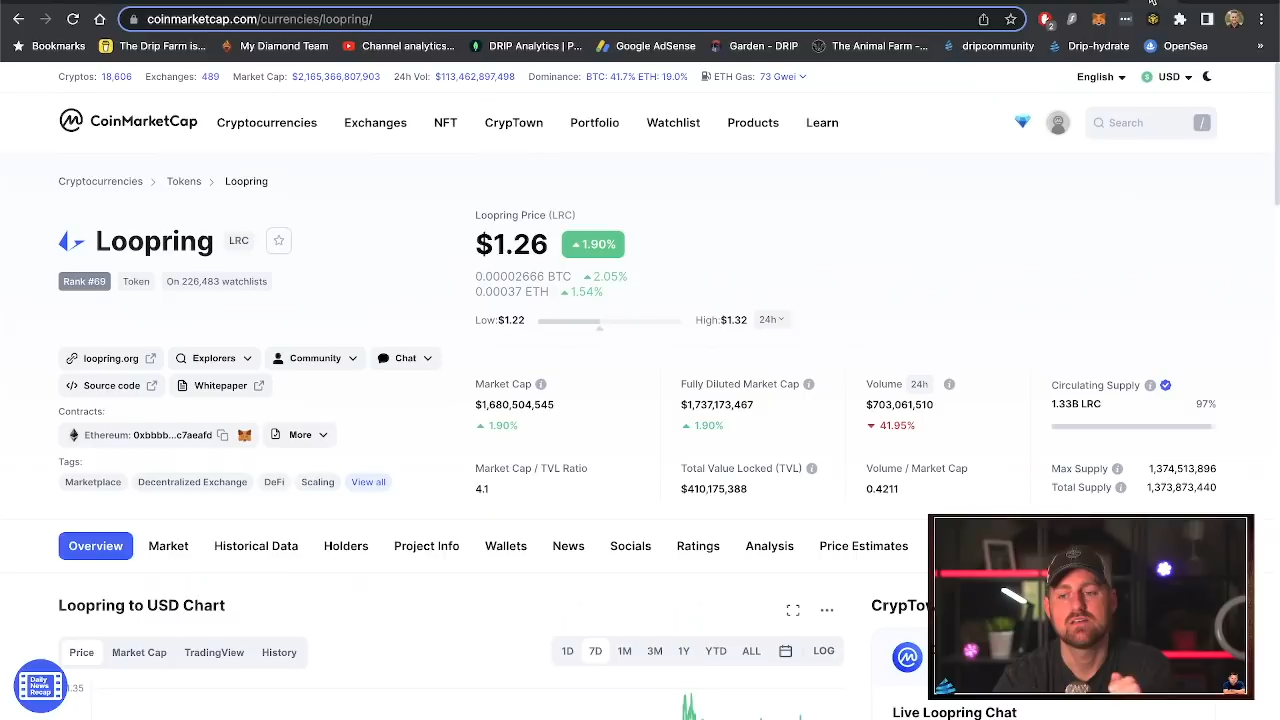 coinmarketcap.com/currencies/loopring/
2
Bookmarks The Drip Farm is... My Diamond Team Channel analytics... DRIP Analytics | P... Google AdSense Garden - DRIP The Animal Farm -... dripcommunity Drip-hydrate OpenSea »
Cryptos: 18,606 Exchanges: 489 Market Cap: $2,165,366,807,903 24h Vol: $113,462,897,498 Dominance: BTC: 41.7% ETH: 19.0% ETH Gas: 73 Gwei English USD
CoinMarketCap Cryptocurrencies Exchanges NFT CrypTown Portfolio Watchlist Products Learn Search /
Cryptocurrencies Tokens Loopring
Loopring LRC
Rank #69 Token On 226,483 watchlists
loopring.org Explorers Community Chat
Source code Whitepaper
Contracts:
Ethereum: 0xbbbb...c7aeafd More
Tags:
Marketplace Decentralized Exchange DeFi Scaling View all
Loopring Price (LRC)
$1.26 1.90%
0.00002666 BTC 2.05%
0.00037 ETH 1.54%
Low:$1.22 High:$1.32 24h
Market Cap
$1,680,504,545
1.90%
Fully Diluted Market Cap
$1,737,173,467
1.90%
Volume 24h
$703,061,510
41.95%
Circulating Supply
1.33B LRC 97%
Market Cap / TVL Ratio
4.1
Total Value Locked (TVL)
$410,175,388
Volume / Market Cap
0.4211
Max Supply 1,374,513,896
Total Supply 1,373,873,440
Overview Market Historical Data Holders Project Info Wallets News Socials Ratings Analysis Price Estimates
Loopring to USD Chart
Price Market Cap TradingView History 1D 7D 1M 3M 1Y YTD ALL LOG
1.35
Daily
News
Recap
CrypTow
Live Loopring Chat